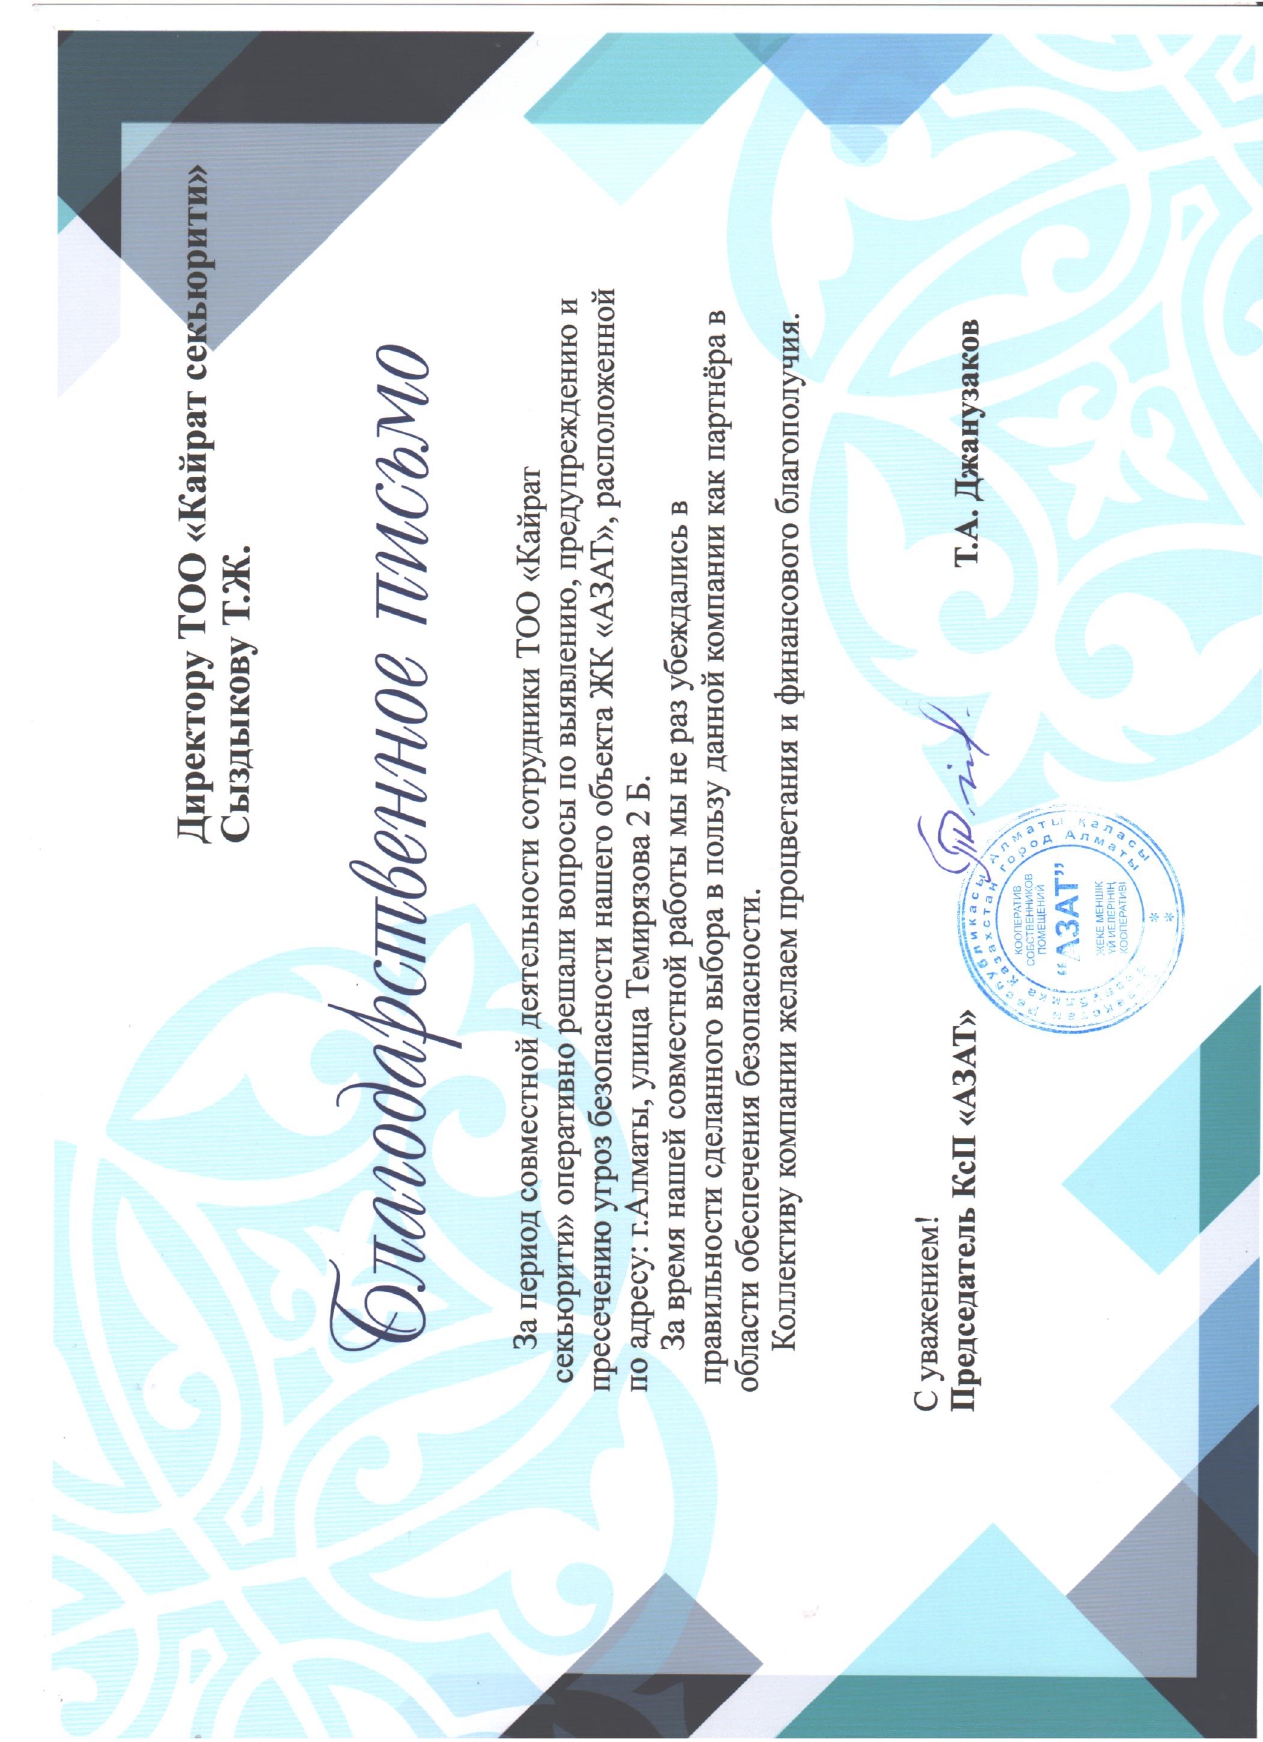 Директору ТОО «Кайрат секьюрити»
Сыздыкову Т.Ж.
Благодарственное письмо
За период совместной деятельности сотрудники ТОО «Кайрат
секьюрити» оперативно решали вопросы по выявлению, предупреждению и
пресечению угроз безопасности нашего объекта ЖК «АЗАТ», расположенной
по адресу: г.Алматы, улица Темирязова 2 Б.
За время нашей совместной работы мы не раз убеждались в
правильности сделанного выбора в пользу данной компании как партнёра в
области обеспечения безопасности.
Коллективу компании желаем процветания и финансового благополучия.
С уважением!
Председатель КсП «АЗАТ»
Т.А. Джанузаков
Қазақстан Республикасы Алматы қаласы
Республика Казахстан город Алматы
КООПЕРАТИВ
СОБСТВЕННИКОВ
ПОМЕЩЕНИЙ
"АЗАТ"
ЖЕКЕ МЕНШІК
ҮЙ ИЕЛЕРІНІҢ
КООПЕРАТИВІ